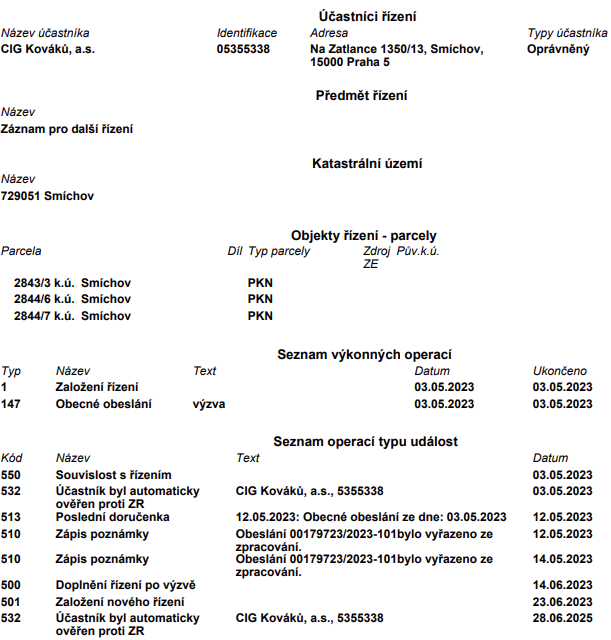 Účastníci řízení
Název účastníka Identifikace Adresa Typy účastníka
CIG Kováků, a.s. 05355338 Na Zatlance 1350/13, Smíchov, Oprávněný
15000 Praha 5
Předmět řízení
Název
Záznam pro další řízení
Katastrální území
Název
729051 Smíchov
Objekty řízení - parcely
Parcela Díl Typ parcely Zdroj Pův.k.ú.
ZE
2843/3 k.ú. Smíchov PKN
2844/6 k.ú. Smíchov PKN
2844/7 k.ú. Smíchov PKN
Seznam výkonných operací
Typ Název Text Datum Ukončeno
1 Založení řízení 03.05.2023 03.05.2023
147 Obecné obeslání výzva 03.05.2023 03.05.2023
Seznam operací typu událost
Kód Název Text Datum
550 Souvislost s řízením 03.05.2023
532 Účastník byl automaticky CIG Kováků, a.s., 5355338 03.05.2023
ověřen proti ZR
513 Poslední doručenka 12.05.2023: Obecné obeslání ze dne: 03.05.2023 12.05.2023
510 Zápis poznámky Obeslání 00179723/2023-101bylo vyřazeno ze 12.05.2023
zpracování.
510 Zápis poznámky Obeslání 00179723/2023-101bylo vyřazeno ze 14.05.2023
zpracování.
500 Doplnění řízení po výzvě 14.06.2023
501 Založení nového řízení 23.06.2023
532 Účastník byl automaticky CIG Kováků, a.s., 5355338 28.06.2025
ověřen proti ZR